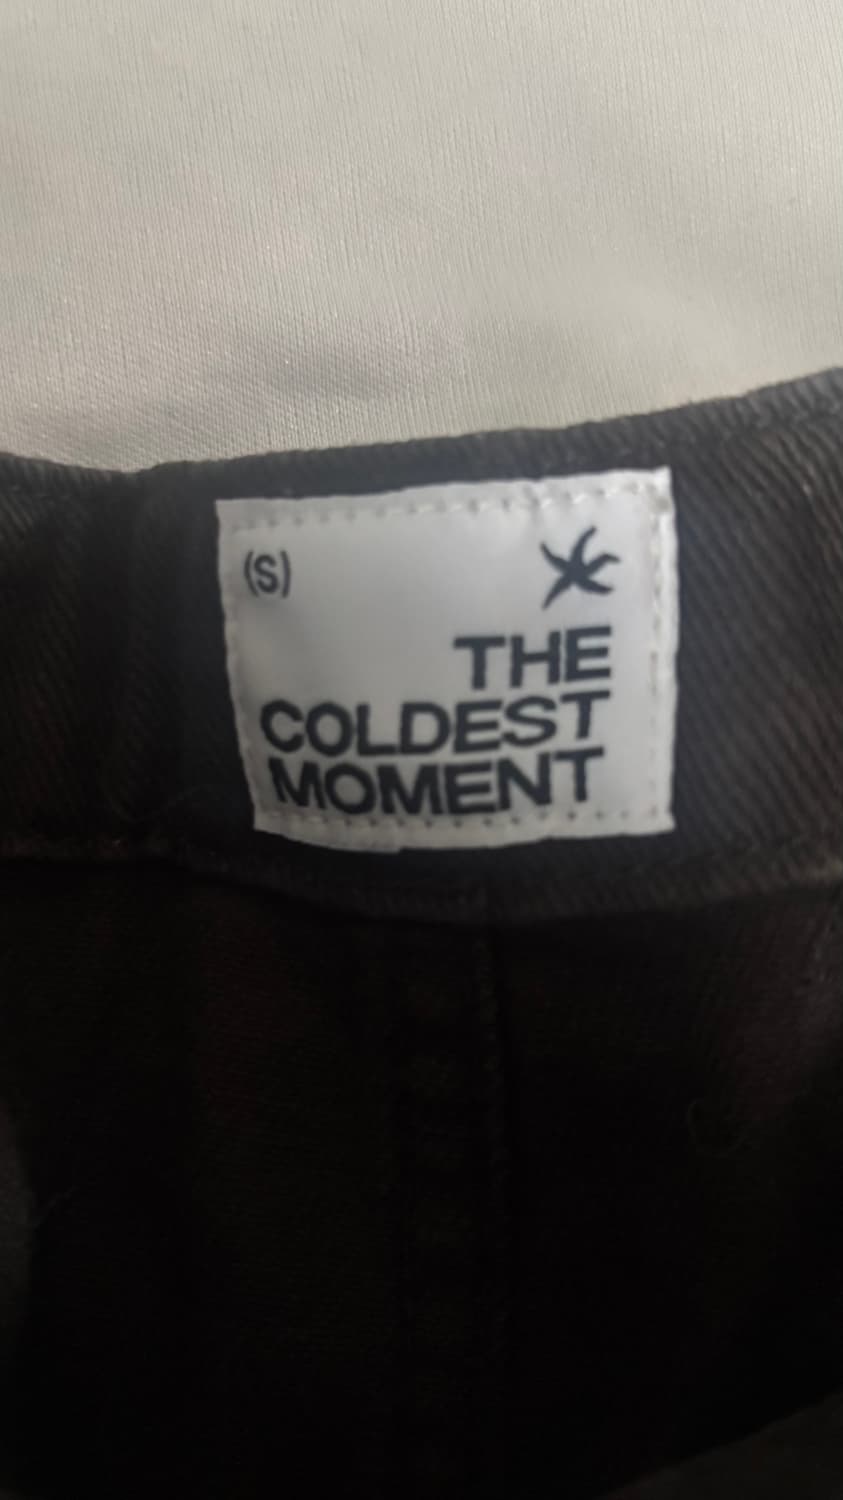 (S)
THE
COLDEST
MOMENT